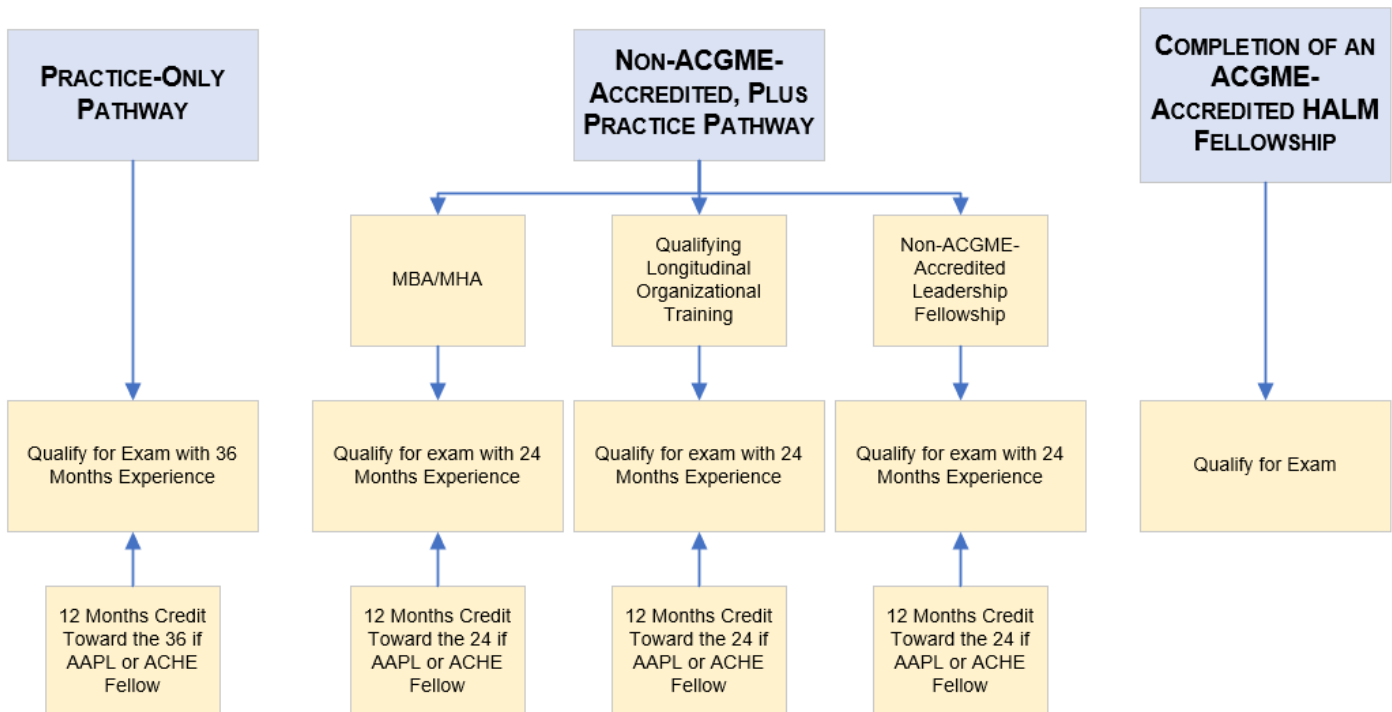 PRACTICE-ONLY
PATHWAY
NON-ACGME-
ACCREDITED, PLUS
PRACTICE PATHWAY
COMPLETION OF AN
ACGME-
ACCREDITED HALM
FELLOWSHIP
MBA/MHA
Qualifying
Longitudinal
Organizational
Training
Non-ACGME-
Accredited
Leadership
Fellowship
Qualify for Exam with 36
Months Experience
Qualify for exam with 24
Months Experience
Qualify for exam with 24
Months Experience
Qualify for exam with 24
Months Experience
Qualify for Exam
12 Months Credit
Toward the 36 if
AAPL or ACHE
Fellow
12 Months Credit
Toward the 24 if
AAPL or ACHE
Fellow
12 Months Credit
Toward the 24 if
AAPL or ACHE
Fellow
12 Months Credit
Toward the 24 if
AAPL or ACHE
Fellow